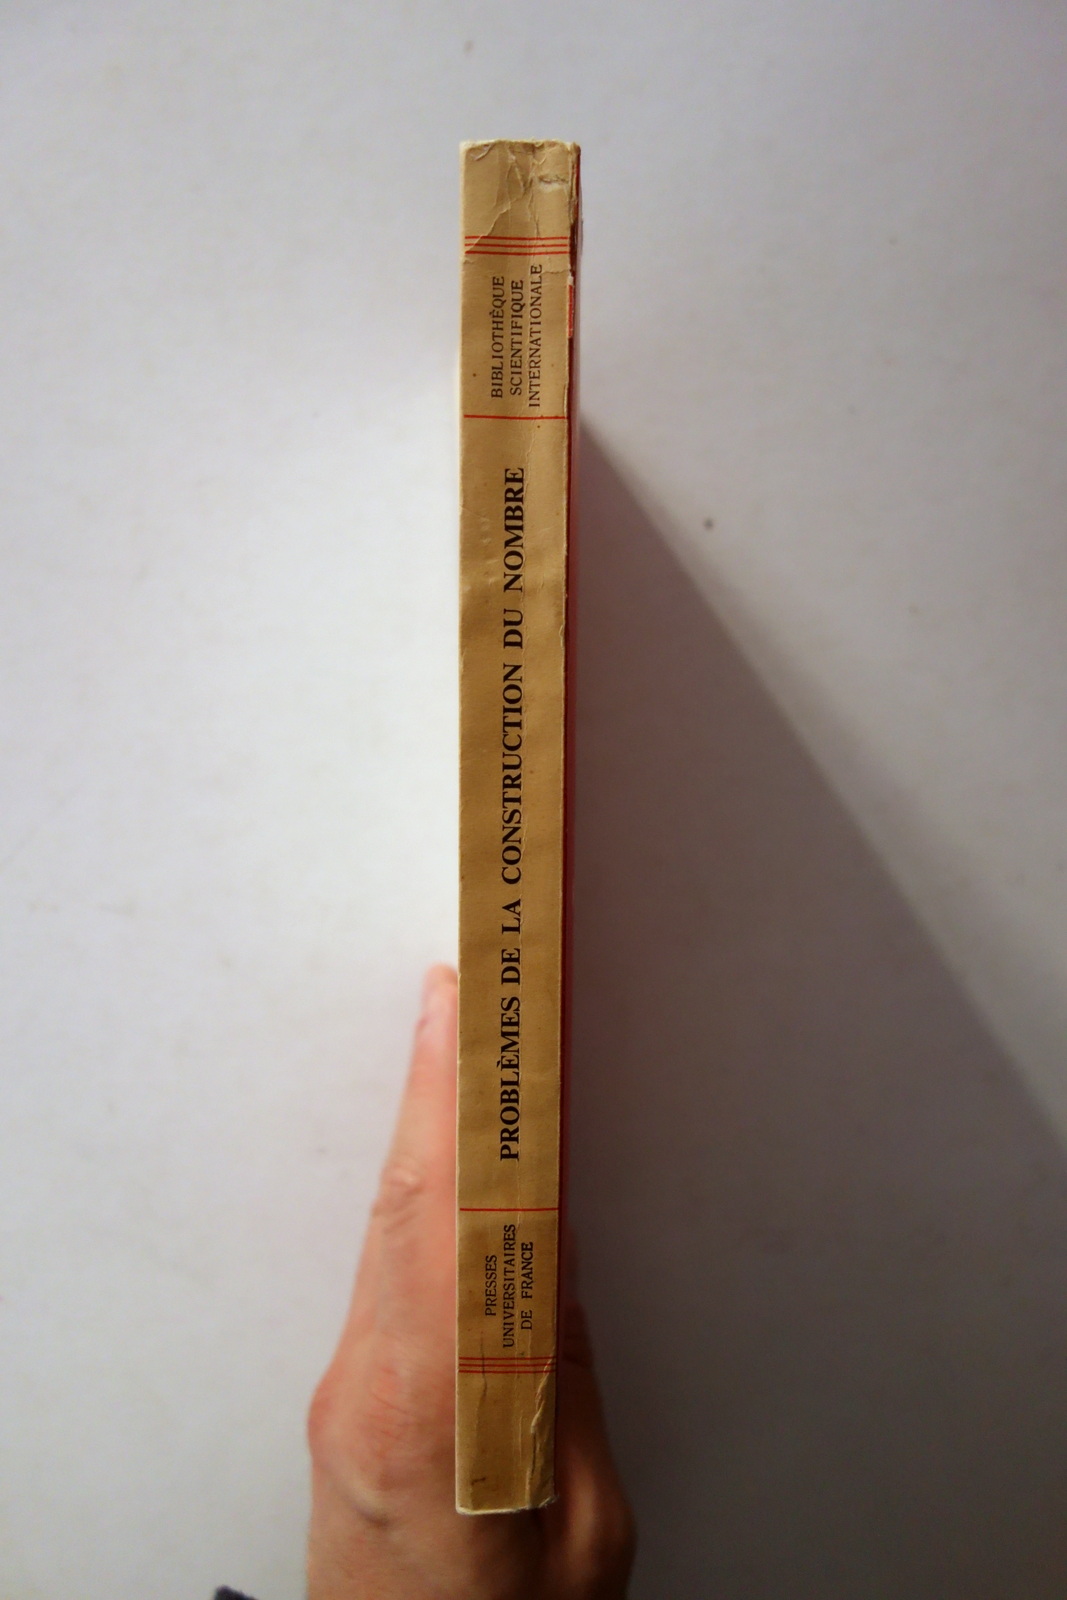 BIBLIOTHÈQUE
SCIENTIFIQUE
INTERNATIONALE
PROBLÈMES DE LA CONSTRUCTION DU NOMBRE
PRESSES
UNIVERSITAIRES
DE FRANCE